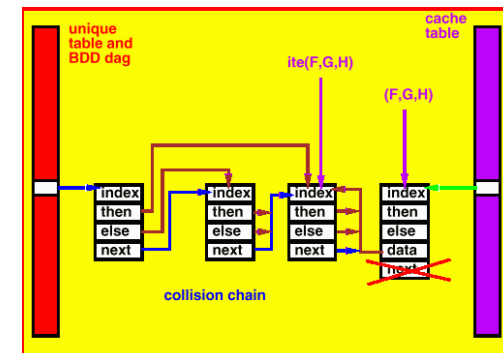 unique
table and
BDD dag
cache
table
ite(F,G,H)
(F,G,H)
index
then
else
next
index
then
else
next
index
then
else
next
index
then
else
data
next
collision chain